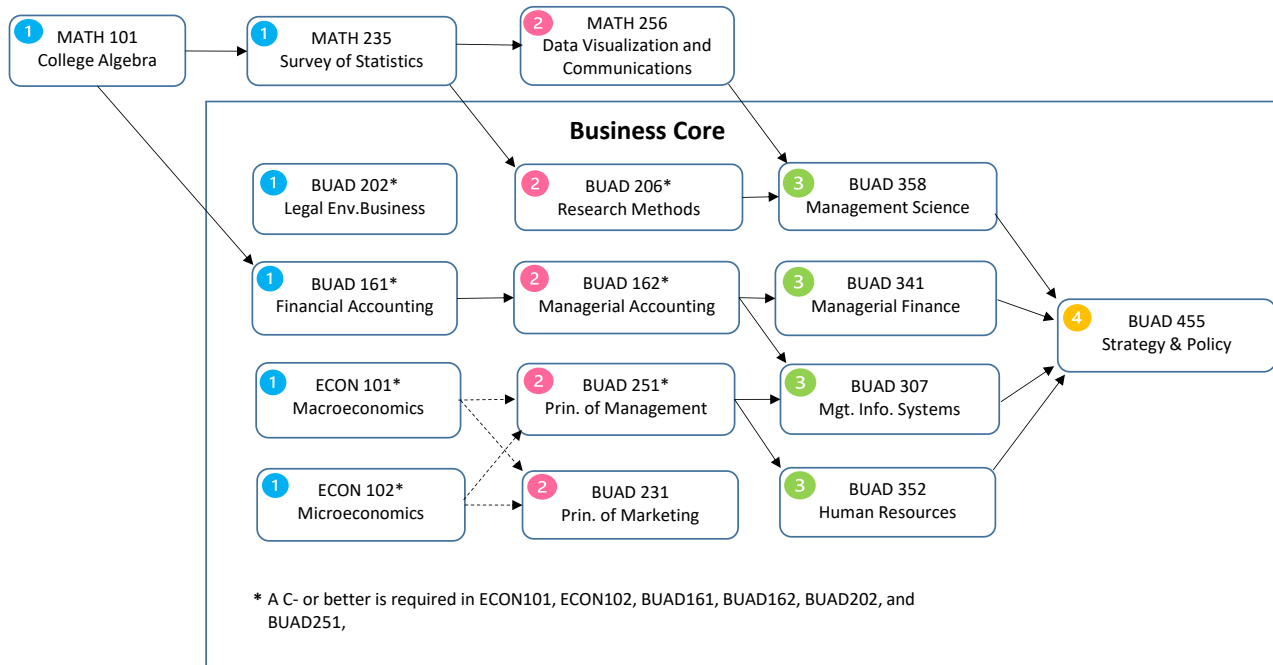 1
MATH 101
College Algebra
1
MATH 235
Survey of Statistics
2
MATH 256
Data Visualization and
Communications
Business Core
1
BUAD 202*
Legal Env.Business
2
BUAD 206*
Research Methods
3
BUAD 358
Management Science
1
BUAD 161*
Financial Accounting
2
BUAD 162*
Managerial Accounting
3
BUAD 341
Managerial Finance
4
BUAD 455
Strategy & Policy
1
ECON 101*
Macroeconomics
2
BUAD 251*
Prin. of Management
3
BUAD 307
Mgt. Info. Systems
1
ECON 102*
Microeconomics
2
BUAD 231
Prin. of Marketing
3
BUAD 352
Human Resources
* A C- or better is required in ECON101, ECON102, BUAD161, BUAD162, BUAD202, and
BUAD251,